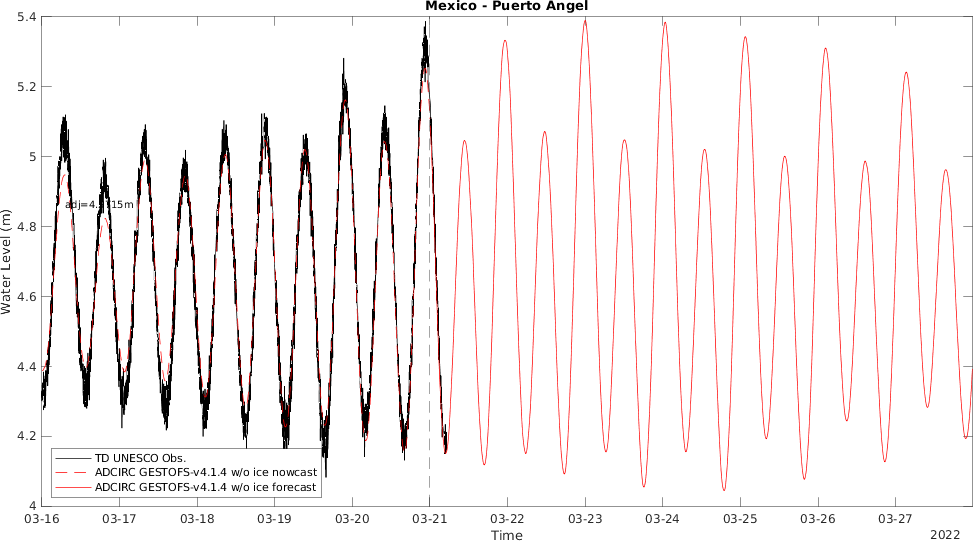 Mexico - Puerto Angel
5.4
5.2
5
4.8
4.6
4.4
4.2
4
Water Level (m)
TD UNESCO Obs.
ADCIRC GESTOFS-v4.1.4 w/o ice nowcast
ADCIRC GESTOFS-v4.1.4 w/o ice forecast
03-16 03-17 03-18 03-19 03-20 03-21 03-22 03-23 03-24 03-25 03-26 03-27
Time
2022